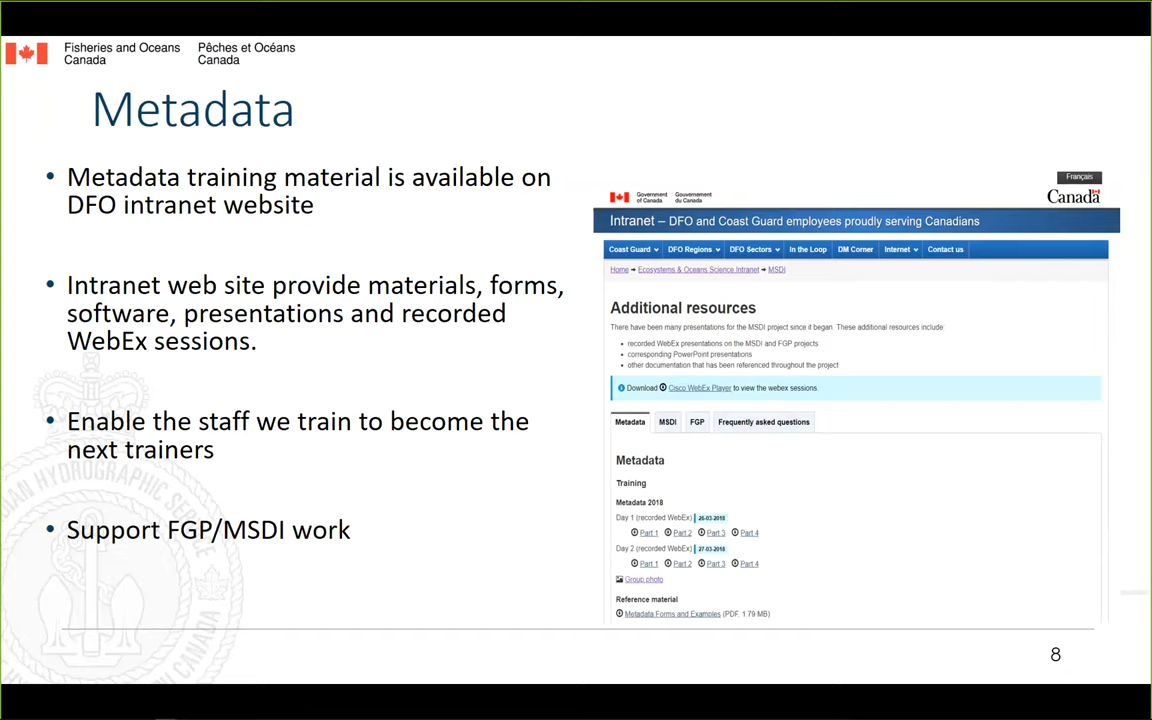 Fisheries and Oceans Pêches et Océans
Canada Canada
Metadata
• Metadata training material is available on
DFO intranet website
• Intranet web site provide materials, forms,
software, presentations and recorded
WebEx sessions.
• Enable the staff we train to become the
next trainers
• Support FGP/MSDI work
Français
Government Gouvernement
of Canada du Canada
Canada
Intranet – DFO and Coast Guard employees proudly serving Canadians
Coast Guard DFO Regions DFO Sectors In the Loop DM Corner Internet Contact us
Home → Ecosystems & Oceans Science Intranet → MSDI
Additional resources
There have been many presentations for the MSDI project since it began. These additional resources include:
• recorded WebEx presentations on the MSDI and FGP projects
• corresponding PowerPoint presentations
• other documentation that has been referenced throughout the project
Download Cisco WebEx Player to view the webex sessions.
Metadata MSDI FGP Frequently asked questions
Metadata
Training
Metadata 2018
Day 1 (recorded WebEx) 26-03-2018
Part 1 Part 2 Part 3 Part 4
Day 2 (recorded WebEx) 27-03-2018
Part 1 Part 2 Part 3 Part 4
Group photo
Reference material
Metadata Forms and Examples (PDF, 1.79 MB)
HYDROGRAPHIC SERVICE
CANADA
8